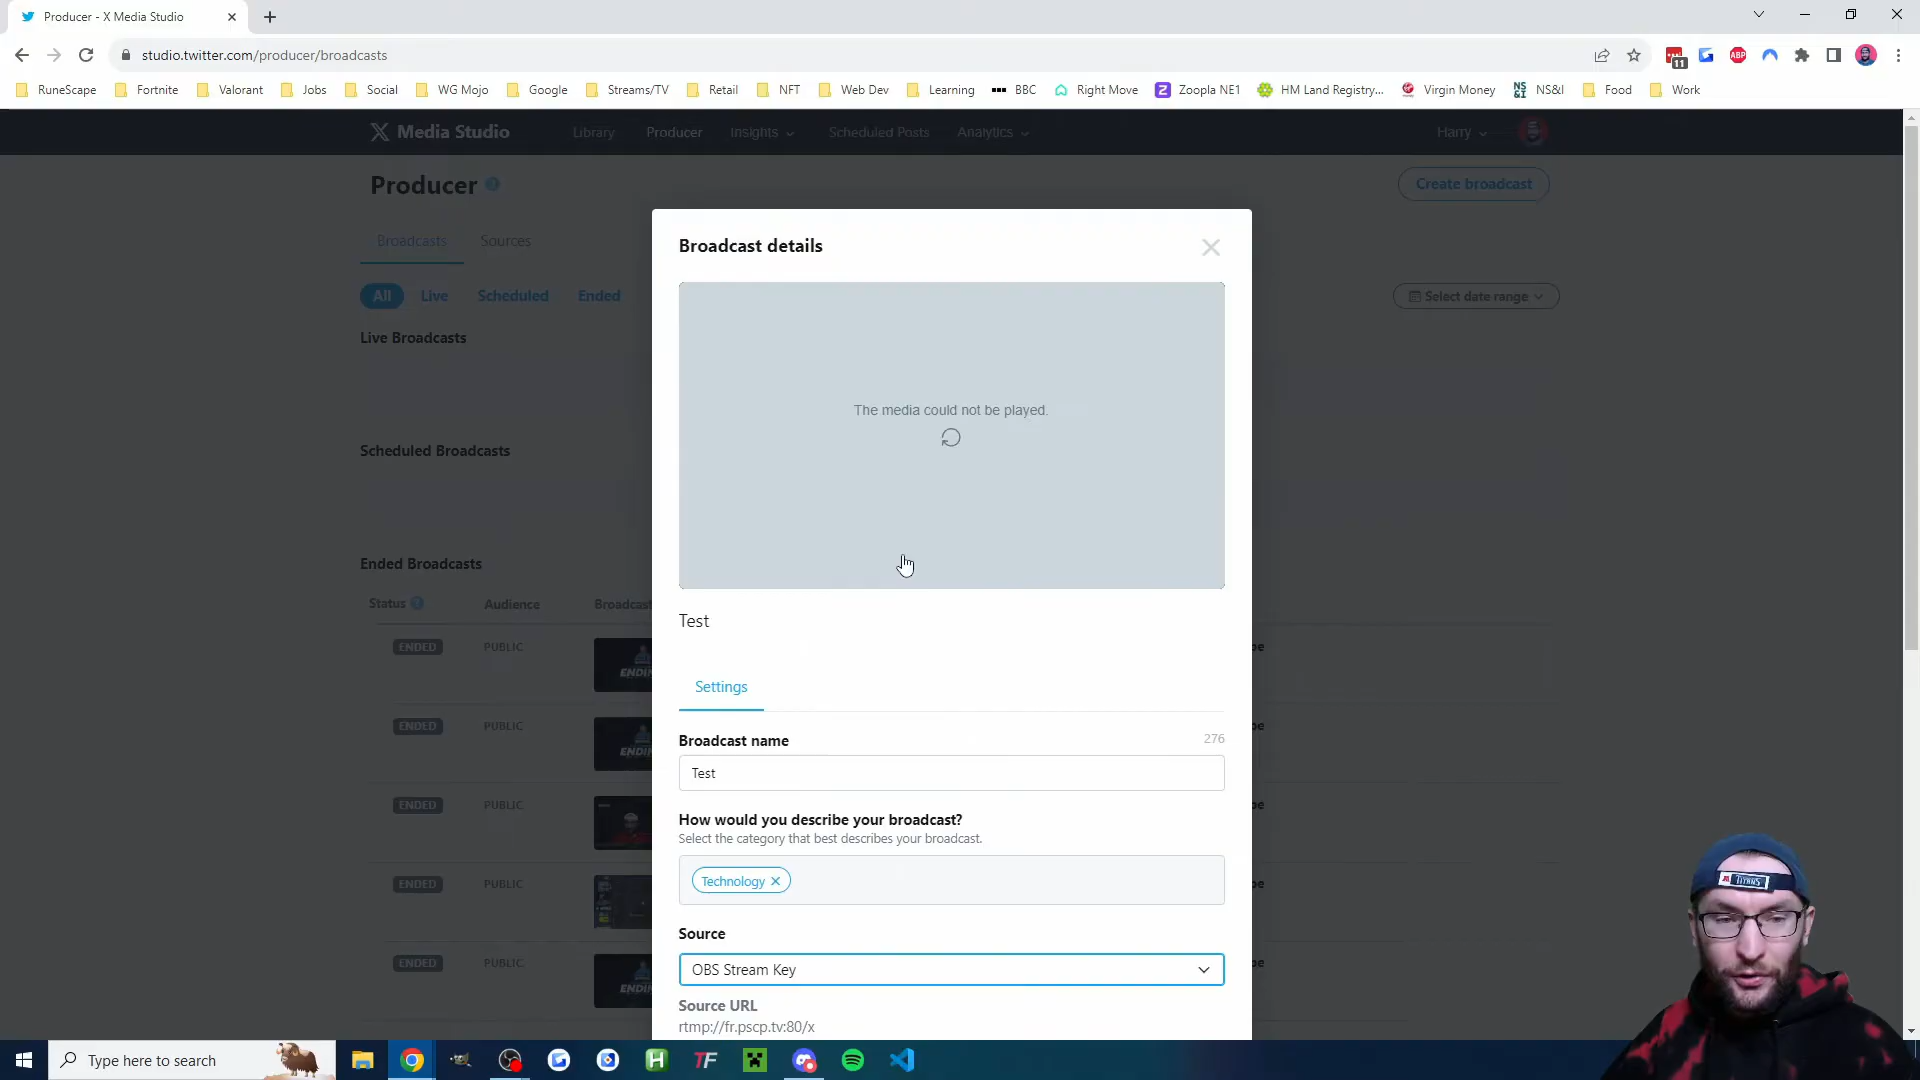 Producer - X Media Studio
studio.twitter.com/producer/broadcasts
11
ABP
RuneScape Fortnite Valorant Jobs Social WG Mojo Google Streams/TV Retail NFT Web Dev Learning BBC Right Move Zoopla NE1 HM Land Registry... Virgin Money NS&I NS&I Food Work
X Media Studio Library Producer Insights Scheduled Posts Analytics Harry
Producer
Create broadcast
Broadcasts Sources
All Live Scheduled Ended
Select date range
Live Broadcasts
Scheduled Broadcasts
Ended Broadcasts
Status Audience Broadcast
ENDED PUBLIC
ENDED PUBLIC
ENDED PUBLIC
ENDED PUBLIC
ENDED PUBLIC
Broadcast details
The media could not be played.
Test
Settings
Broadcast name 276
Test
How would you describe your broadcast?
Select the category that best describes your broadcast.
Technology
Source
OBS Stream Key
Source URL
rtmp://fr.pscp.tv:80/x
TITANS
Type here to search
H
TF